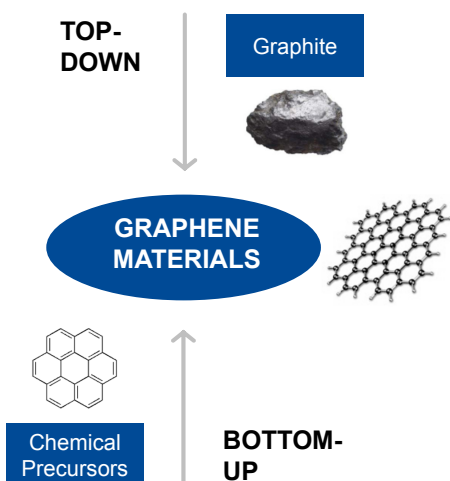 TOP-
DOWN
Graphite
GRAPHENE
MATERIALS
Chemical
Precursors
BOTTOM-
UP